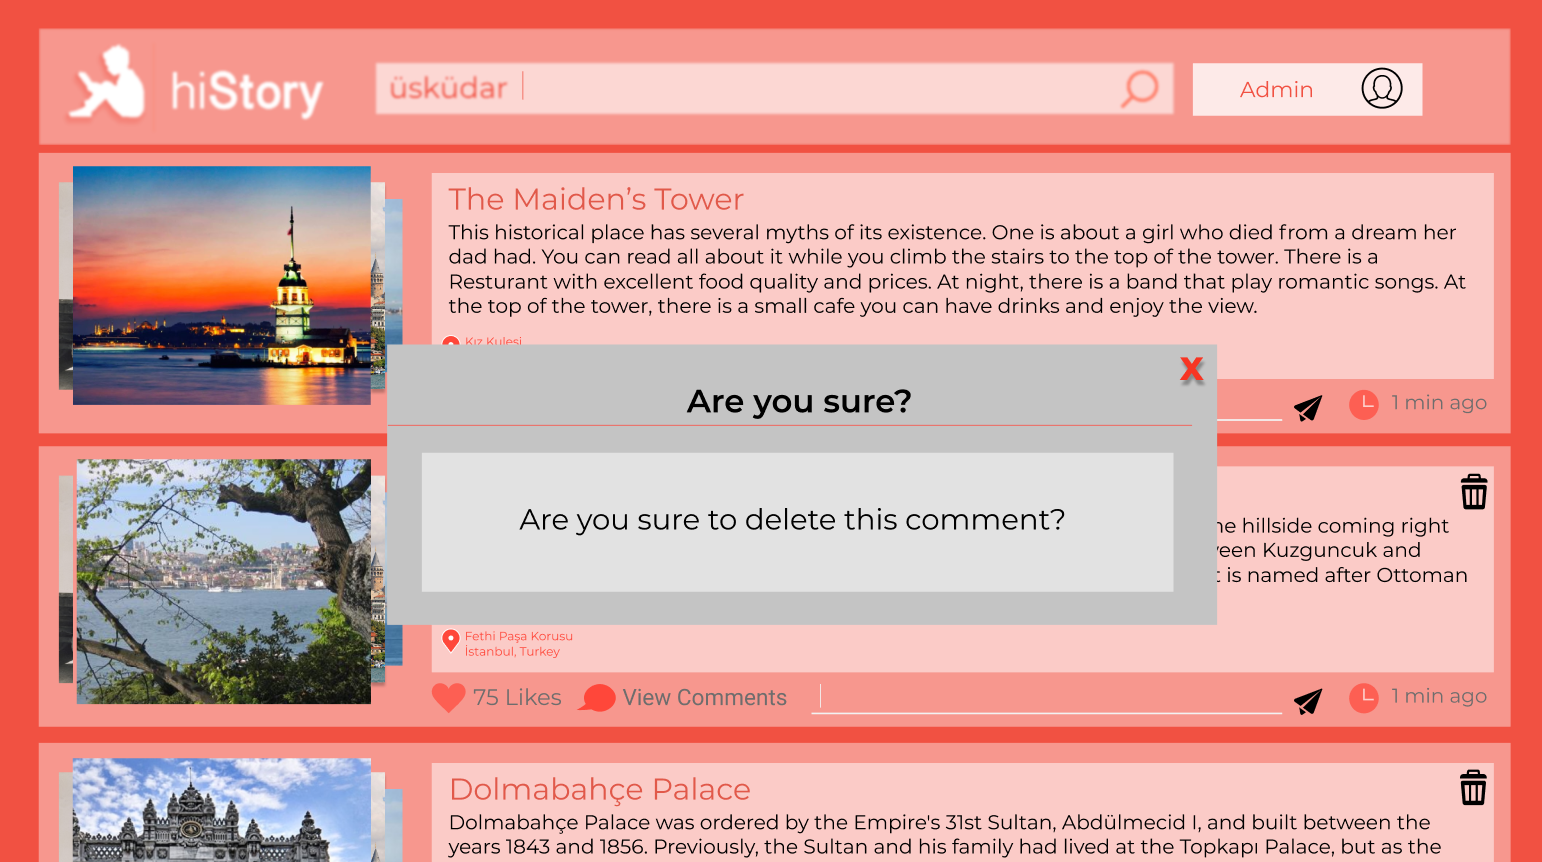 hiStory
üsküdar
Admin
The Maiden’s Tower
This historical place has several myths of its existence. One is about a girl who died from a dream her
dad had. You can read all about it while you climb the stairs to the top of the tower. There is a
Resturant with excellent food quality and prices. At night, there is a band that play romantic songs. At
the top of the tower, there is a small cafe you can have drinks and enjoy the view.
Kız Kulesi
X
Are you sure?
1 min ago
Are you sure to delete this comment?
hillside coming right
Kuzguncuk and
is named after Ottoman
Fethi Paşa Korusu
İstanbul, Turkey
75 Likes
View Comments
1 min ago
Dolmabahçe Palace
Dolmabahçe Palace was ordered by the Empire's 31st Sultan, Abdülmecid I, and built between the
years 1843 and 1856. Previously, the Sultan and his family had lived at the Topkapı Palace, but as the